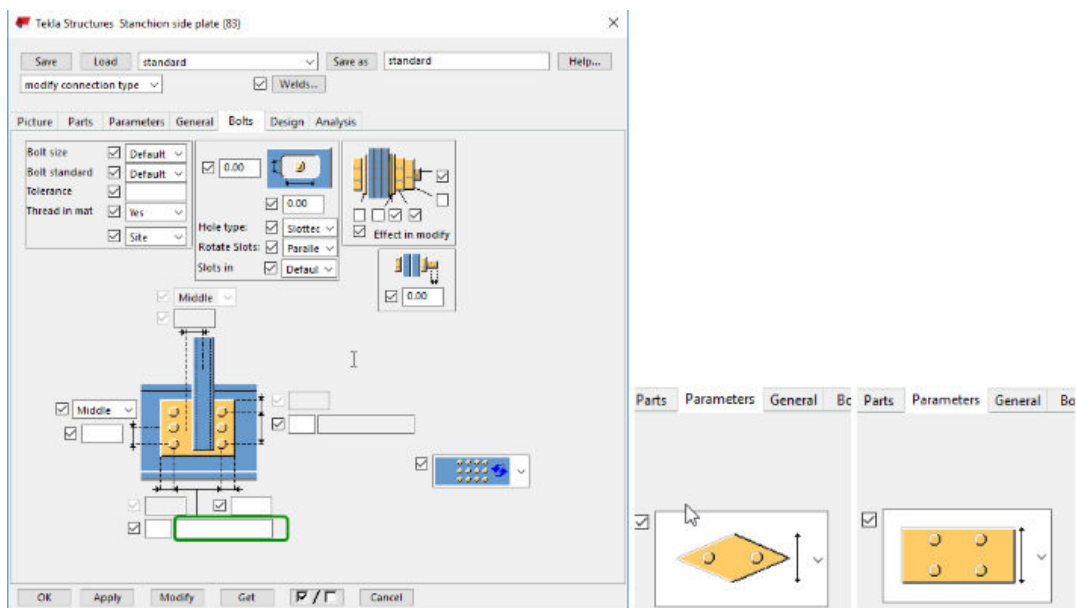 Tekla Structures Stanchion side plate (83)
Save Load standard Save as standard Help...
modify connection type Welds...
Picture Parts Parameters General Bolts Design Analysis
Bolt size Default
Bolt standard Default
Tolerance
Thread in mat Yes
Site
0.00
0.00
Hole type: Slottec
Rotate Slots: Paralle
Slots in Defaul
Effect in modify
0.00
Middle
Middle
OK Apply Modify Get / Cancel
Parts Parameters General Bc
Parts Parameters General Bo